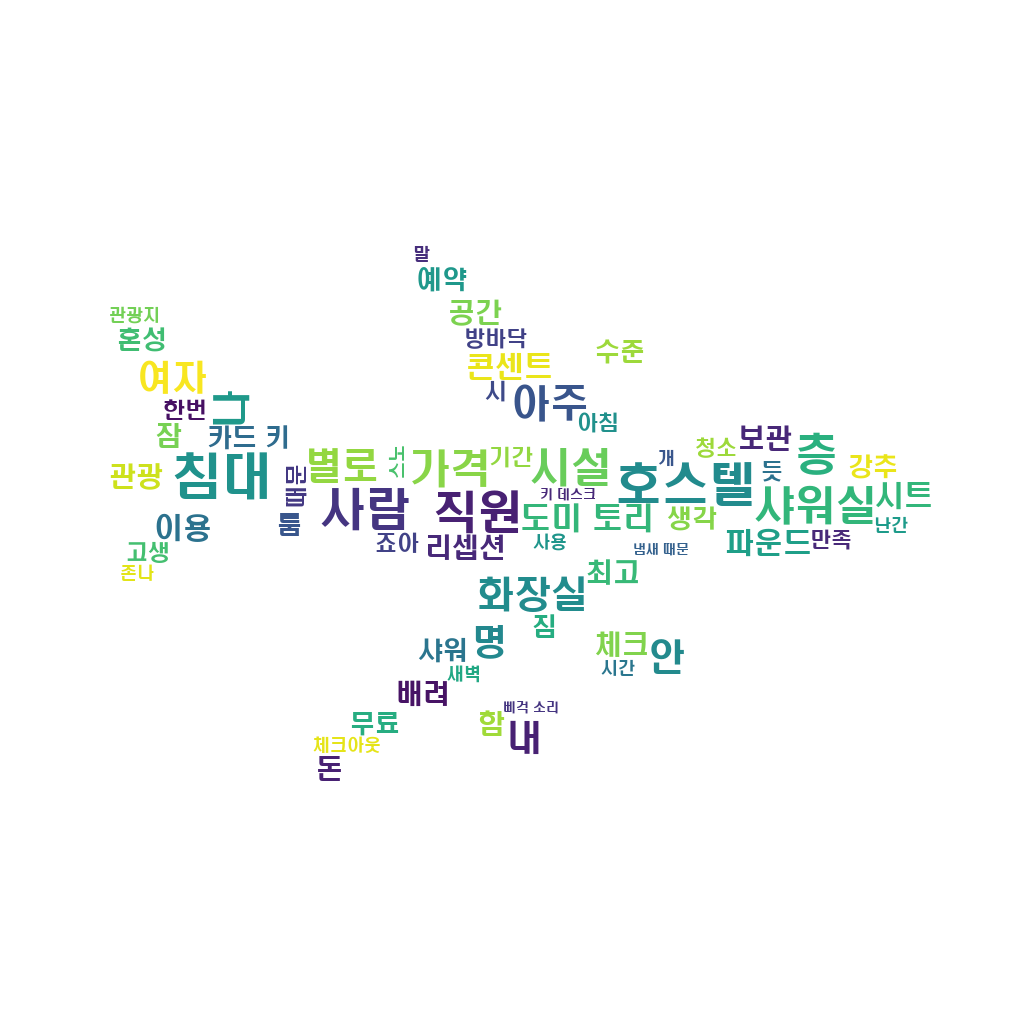 말
예약
관광지
공간
혼성
방바닥
수준
콘센트
여자
시
아주
한번
그
아침
잠
카드 키
보관
층
청소
노
별로
가격
기간
시설
개
관광
침대
듯
강추
때문
키 데스크
호스텔
사람
직원
샤워실
시트
이용
룸
도미 토리
생각
난간
죠아
리셉션
사용
파운드
만족
고생
냄새 때문
존나
최고
화장실
짐
명
체크
안
샤워
시간
새벽
배려
삐걱 소리
무료
함
내
체크아웃
돈